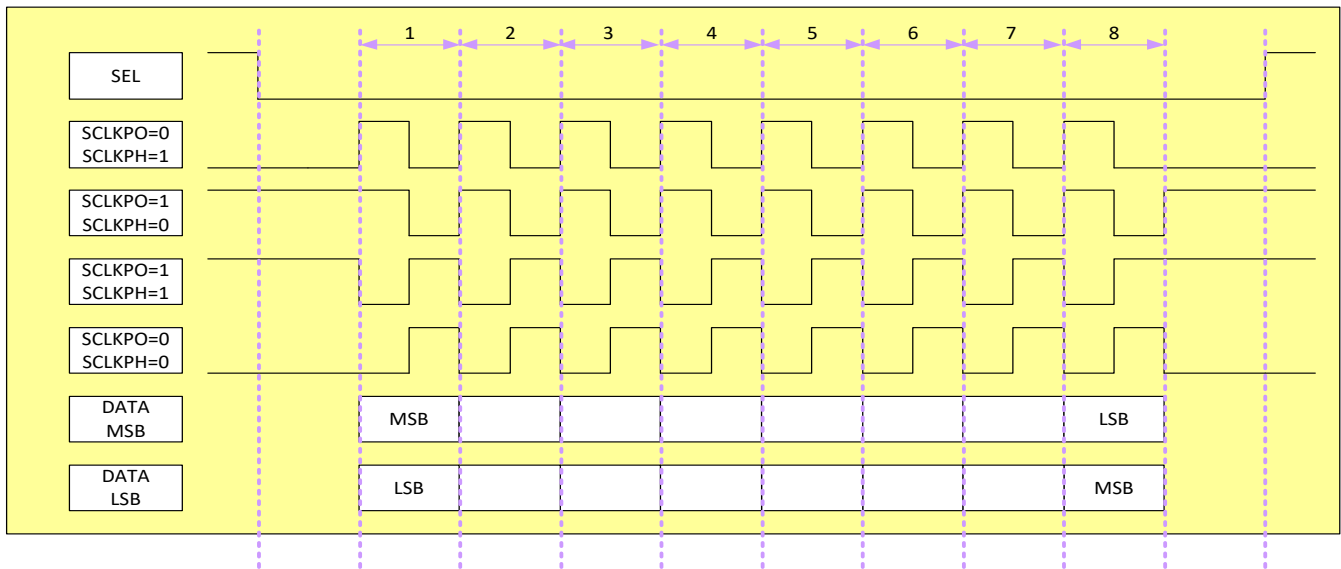 1 2 3 4 5 6 7 8
SEL
SCLKPO=0
SCLKPH=1
SCLKPO=1
SCLKPH=0
SCLKPO=1
SCLKPH=1
SCLKPO=0
SCLKPH=0
DATA
MSB
MSB LSB
DATA
LSB
LSB MSB